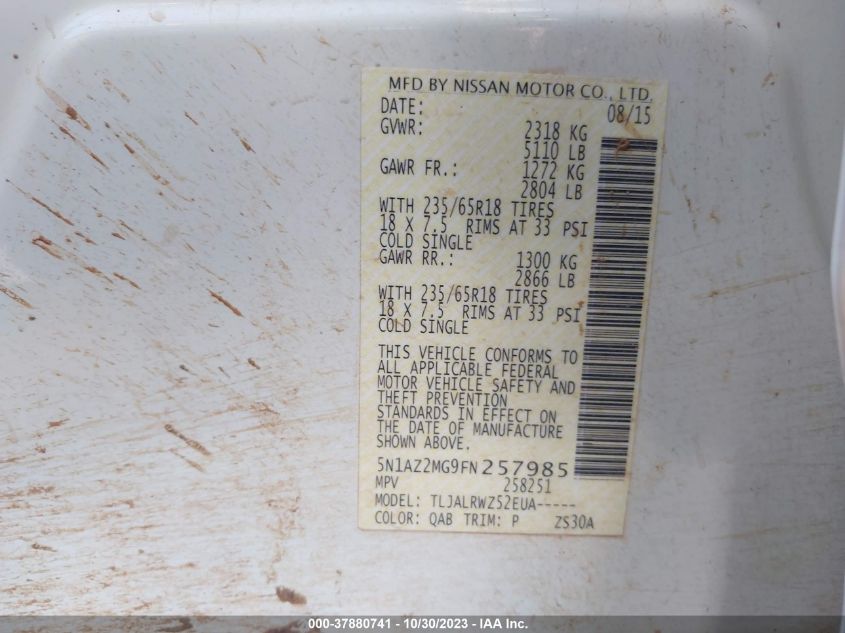 MFD BY NISSAN MOTOR CO., LTD.
DATE: 08/15
GVWR: 2318 KG
5110 LB
GAWR FR.: 1272 KG
2804 LB
WITH 235/65R18 TIRES
18 X 7.5 RIMS AT 33 PSI
COLD SINGLE
GAWR RR.: 1300 KG
2866 LB
WITH 235/65R18 TIRES
18 X 7.5 RIMS AT 33 PSI
COLD SINGLE
THIS VEHICLE CONFORMS TO
ALL APPLICABLE FEDERAL
MOTOR VEHICLE SAFETY AND
THEFT PREVENTION
STANDARDS IN EFFECT ON
THE DATE OF MANUFACTURE
SHOWN ABOVE.
5N1AZ2MG9FN257985
MPV 258251
MODEL: TLJALRWZ52EUA-----
COLOR: QAB TRIM: P ZS30A
000-37880741 - 10/30/2023 - IAA Inc.